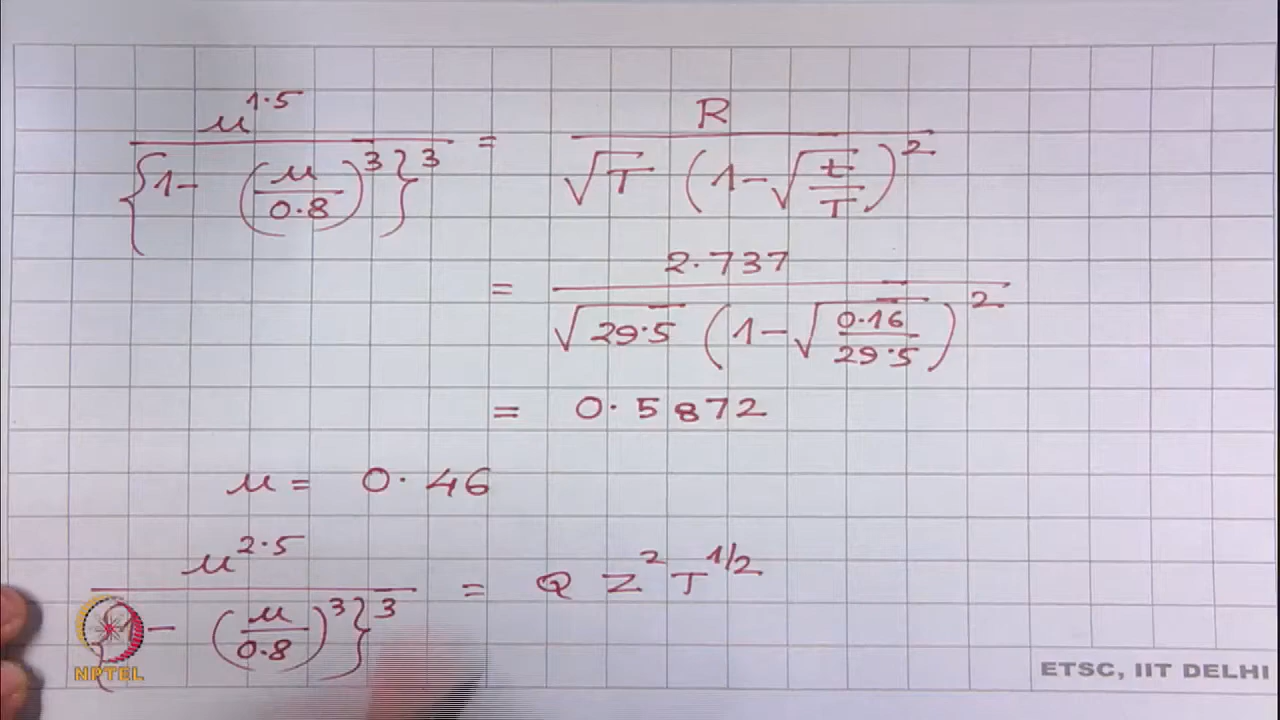 μ^1.5 / {1 - (μ/0.8)^3}^3 = R / √T (1 - √(t/T))^2
= 2.737 / √29.5 (1 - √(0.16/29.5))^2
= 0.5872
μ = 0.46
μ^2.5 / {1 - (μ/0.8)^3}^3 = Q Z^2 T^1/2
NPTEL
ETSC, IIT DELHI